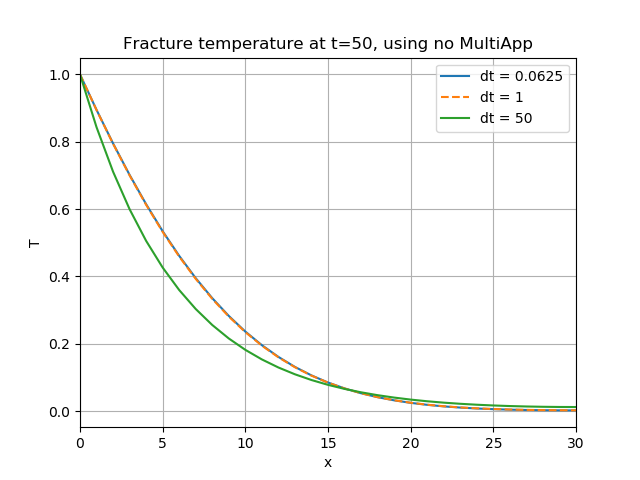 Fracture temperature at t=50, using no MultiApp
dt = 0.0625
dt = 1
dt = 50
T
1.0
0.8
0.6
0.4
0.2
0.0
0 5 10 15 20 25 30
x